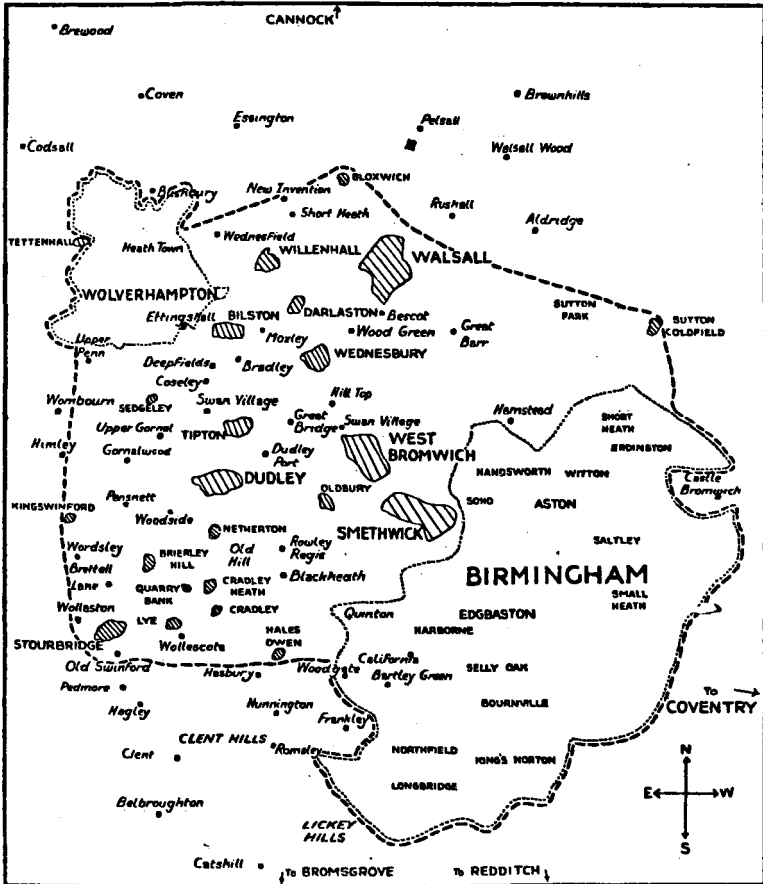 CANNOCK
Brewood
Coven
Brownhills
Essington
Pelsall
Codsall
Walsall Wood
BLOXWICH
Bushbury
New Invention
Short Heath
Rushall
Aldridge
Wednesfield
TETTENHALL
Heath Town
WILLENHALL
WALSALL
WOLVERHAMPTON
DARLASTON
Bescot
SUTTON
PARK
Ettingshall
BILSTON
SUTTON
COLDFIELD
Moxley
Wood Green
Great
Barr
Upper
Penn
WEDNESBURY
Deepfields
Bradley
Coseley
Hill Top
Wombourn
SEDGELEY
Swan Village
Hamstead
SHORT
HEATH
Great
Bridge
Swan Village
Upper Gornal
TIPTON
WEST
BROMWICH
ERDINGTON
Himley
Gornalwood
Dudley
Port
HANDSWORTH
WITTON
DUDLEY
Castle
Bromwich
Pensnett
OLDBURY
SOHO
ASTON
KINGSWINFORD
Woodside
SMETHWICK
NETHERTON
SALTLEY
Wordsley
BRIERLEY
HILL
Old
Hill
Rowley
Regis
Brettell
Lane
Blackheath
BIRMINGHAM
QUARRY
BANK
CRADLEY
HEATH
SMALL
HEATH
Wollaston
CRADLEY
Quinton
EDGBASTON
LYE
HARBORNE
STOURBRIDGE
Wollescote
HALES
OWEN
California
Old Swinford
Hasbury
Woodgate
SELLY OAK
Bartley Green
Pedmore
To
COVENTRY
Hagley
Nunnington
BOURNVILLE
Frankley
CLENT HILLS
Romsley
NORTHFIELD
KING'S NORTON
N
Clent
LONGBRIDGE
E
W
Belbroughton
LICKEY
HILLS
S
Catshill
To BROMSGROVE
To REDDITCH